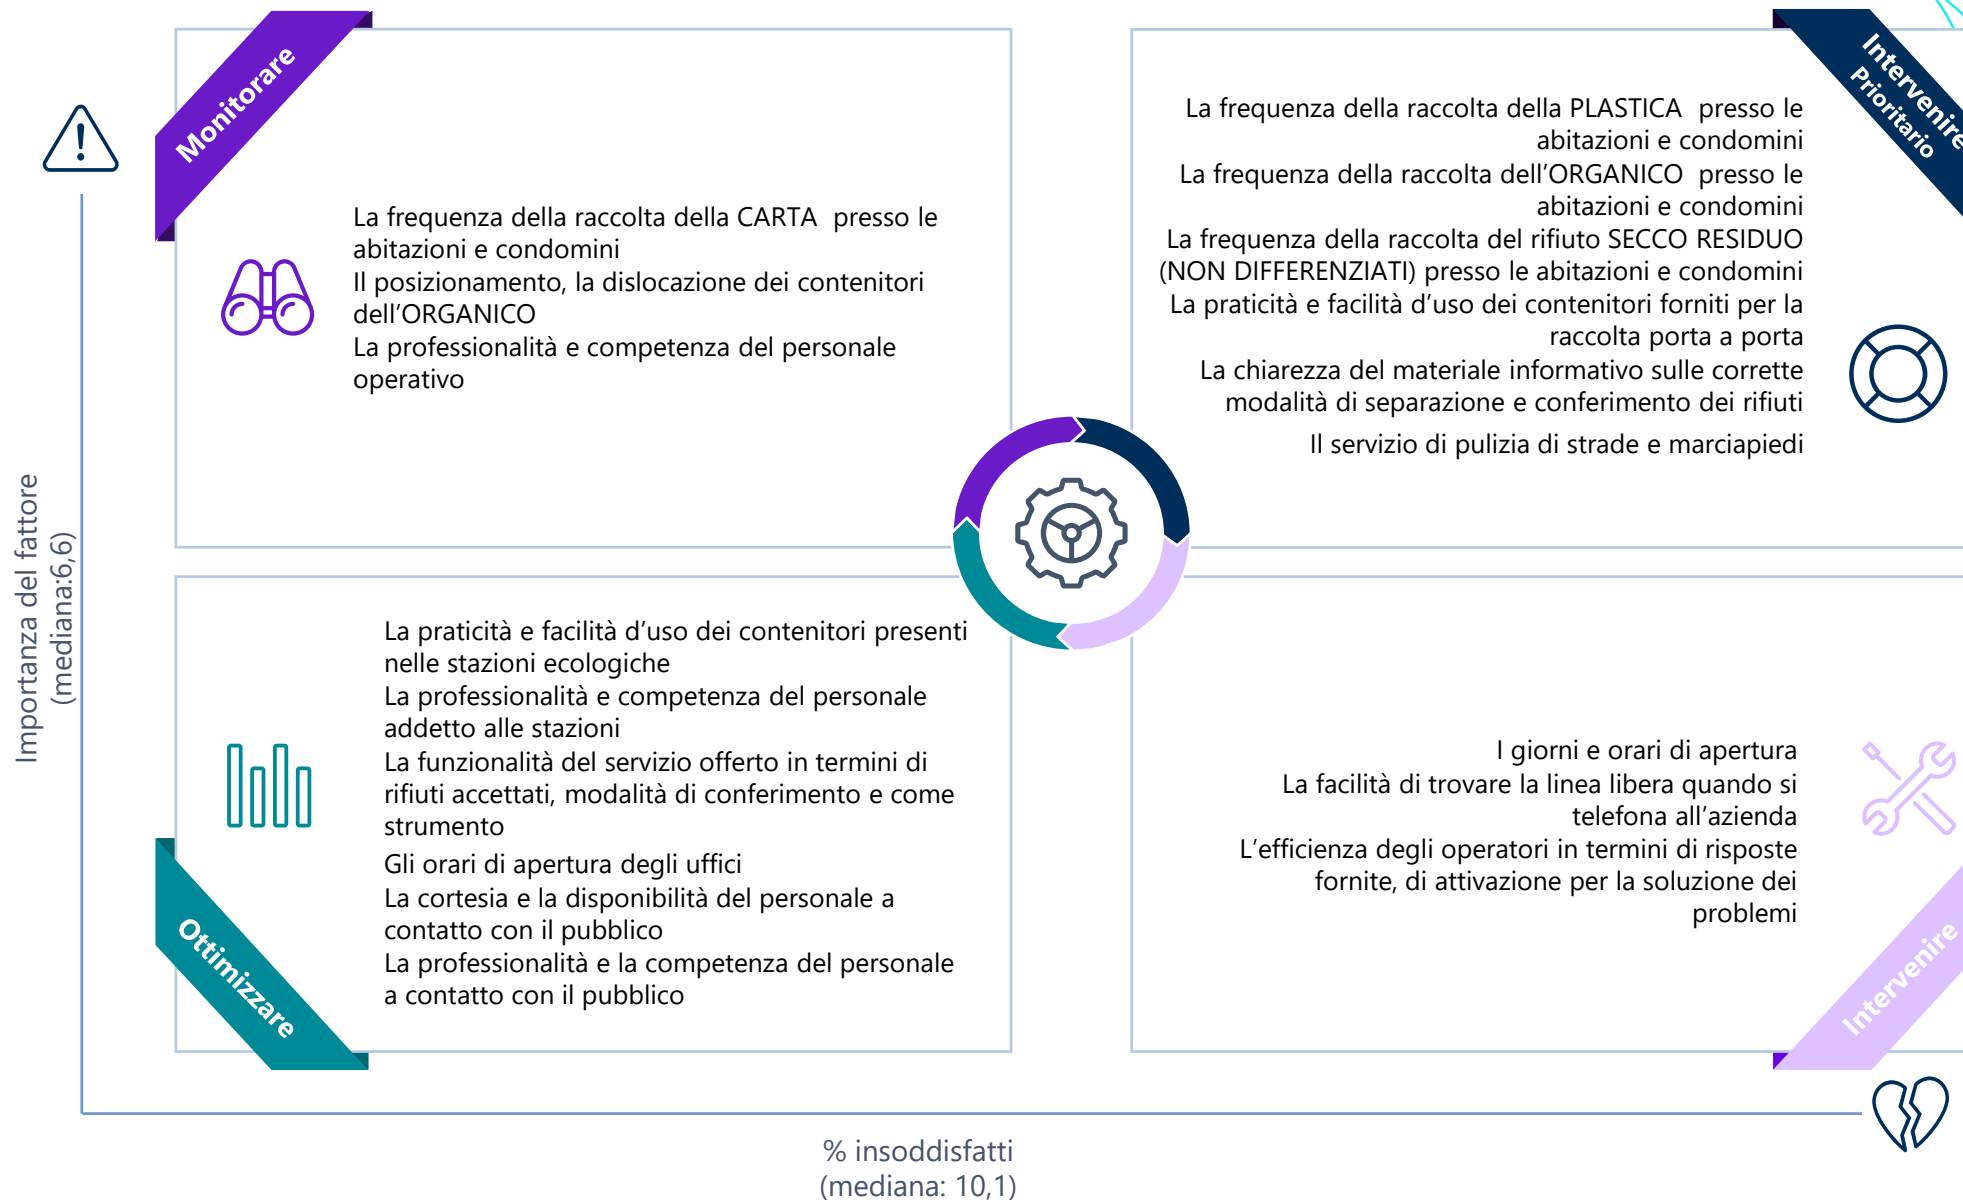 Monitorare
La frequenza della raccolta della CARTA presso le
abitazioni e condomini
Il posizionamento, la dislocazione dei contenitori
dell'ORGANICO
La professionalità e competenza del personale
operativo
Intervenire
Prioritario
La frequenza della raccolta della PLASTICA presso le
abitazioni e condomini
La frequenza della raccolta dell'ORGANICO presso le
abitazioni e condomini
La frequenza della raccolta del rifiuto SECCO RESIDUO
(NON DIFFERENZIATI) presso le abitazioni e condomini
La praticità e facilità d'uso dei contenitori forniti per la
raccolta porta a porta
La chiarezza del materiale informativo sulle corrette
modalità di separazione e conferimento dei rifiuti
Il servizio di pulizia di strade e marciapiedi
Importanza del fattore
(mediana:6,6)
La praticità e facilità d'uso dei contenitori presenti
nelle stazioni ecologiche
La professionalità e competenza del personale
addetto alle stazioni
La funzionalità del servizio offerto in termini di
rifiuti accettati, modalità di conferimento e come
strumento
Gli orari di apertura degli uffici
La cortesia e la disponibilità del personale a
contatto con il pubblico
La professionalità e la competenza del personale
a contatto con il pubblico
Ottimizzare
I giorni e orari di apertura
La facilità di trovare la linea libera quando si
telefona all'azienda
L'efficienza degli operatori in termini di risposte
fornite, di attivazione per la soluzione dei
problemi
Intervenire
% insoddisfatti
(mediana: 10,1)